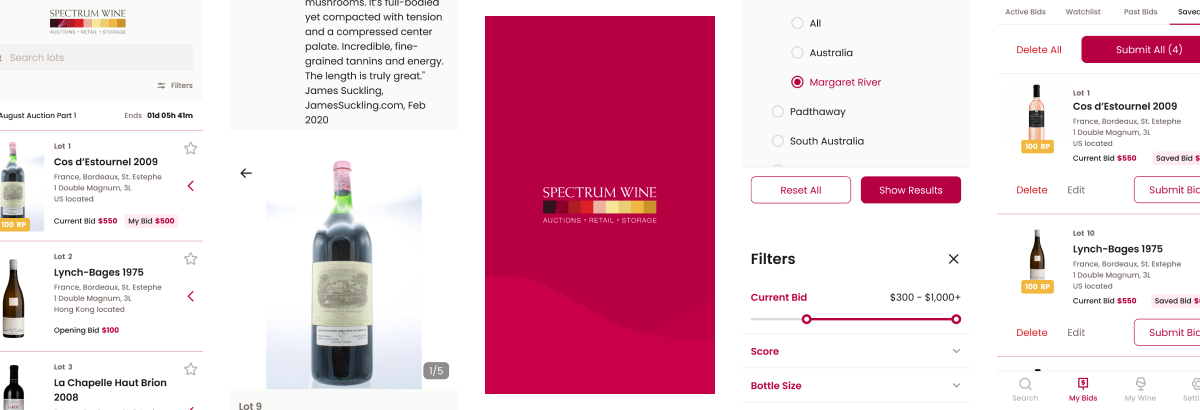 SPECTRUM WINE
AUCTIONS • RETAIL • STORAGE
Search lots
Filters
August Auction Part 1
Ends 01d 05h 41m
Lot 1
Cos d’Estournel 2009
France, Bordeaux, St. Estephe
1 Double Magnum, 3L
US located
Current Bid $550 My Bid $500
100 RP
Lot 2
Lynch-Bages 1975
France, Bordeaux, St. Estephe
1 Double Magnum, 3L
Hong Kong located
Opening Bid $100
Lot 3
La Chapelle Haut Brion
2008
mushrooms. It’s full-bodied
yet compacted with tension
and a compressed center
palate. Incredible, fine-
grained tannins and energy.
The length is truly great.”
James Suckling,
JamesSuckling.com, Feb
2020
1/5
Lot 9
SPECTRUM WINE
AUCTIONS • RETAIL • STORAGE
All
Australia
Margaret River
Padthaway
South Australia
Reset All
Show Results
Filters
Current Bid
$300 - $1,000+
Score
Bottle Size
Active Bids
Watchlist
Past Bids
Saved
Delete All
Submit All (4)
Lot 1
Cos d’Estournel 2009
France, Bordeaux, St. Estephe
1 Double Magnum, 3L
US located
Current Bid $550 Saved Bid $
100 RP
Delete
Edit
Submit Bid
Lot 10
Lynch-Bages 1975
France, Bordeaux, St. Estephe
1 Double Magnum, 3L
US located
Current Bid $550 Saved Bid $
100 RP
Delete
Edit
Submit Bid
Search
My Bids
My Wine